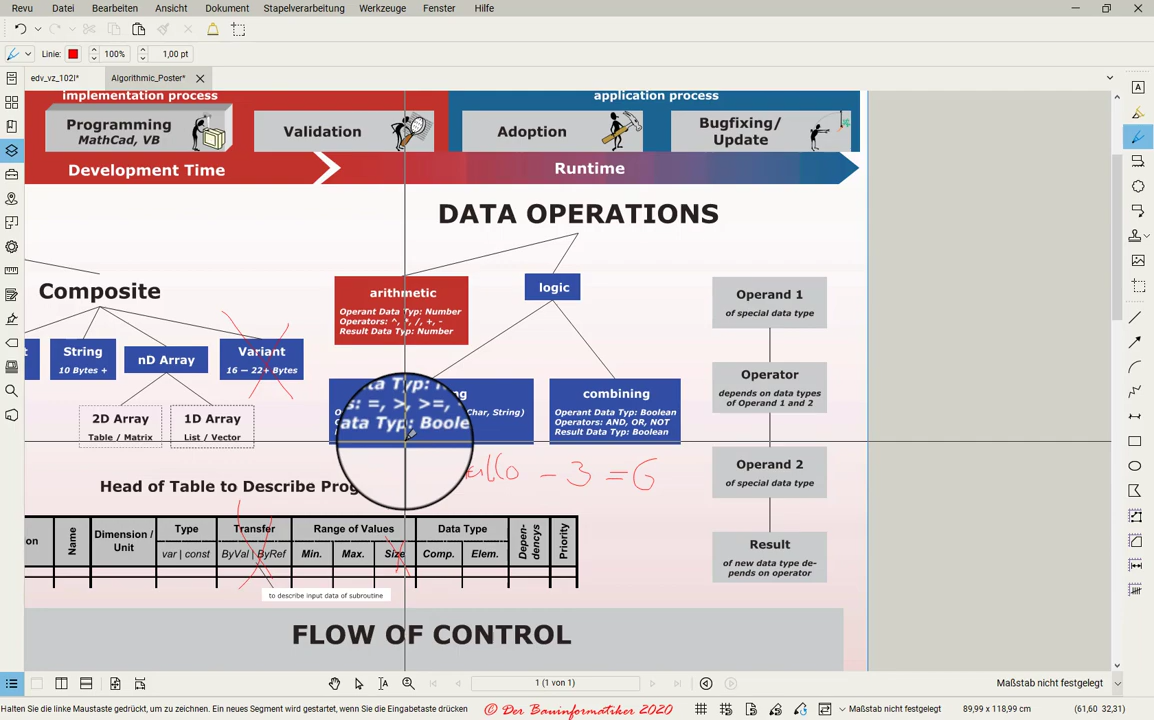 Revu Datei Bearbeiten Ansicht Dokument Stapelverarbeitung Werkzeuge Fenster Hilfe
Linie: 100% 1,00 pt
edv_vz_102l* Algorithmic_Poster*
implementation process
application process
Programming
MathCad, VB
Validation
Adoption
Bugfixing/
Update
Development Time
Runtime
DATA OPERATIONS
Composite
arithmetic
Operant Data Typ: Number
Operators: ^, *, /, +, -
Result Data Typ: Number
logic
Operand 1
of special data type
String
10 Bytes +
nD Array
Variant
16 — 22+ Bytes
2D Array
Table / Matrix
1D Array
List / Vector
Char, String)
ata Typ: Boole
combining
Operant Data Typ: Boolean
Operators: AND, OR, NOT
Result Data Typ: Boolean
Operator
depends on data types
of Operand 1 and 2
Operand 2
of special data type
Result
of new data type de-
pends on operator
allo - 3 = 6
Head of Table to Describe Prog
on Name Dimension /
Unit Type Transfer Range of Values Data Type Depen-
dencys Priority
var | const ByVal | ByRef Min. Max. Size Comp. Elem.
to describe input data of subroutine
FLOW OF CONTROL
1 (1 von 1)
Maßstab nicht festgelegt
Halten Sie die linke Maustaste gedrückt, um zu zeichnen. Ein neues Segment wird gestartet, wenn Sie die Eingabetaste drücken
© Der Bauinformatiker 2020
Maßstab nicht festgelegt 89,99 x 118,99 cm (61,60 32,31)